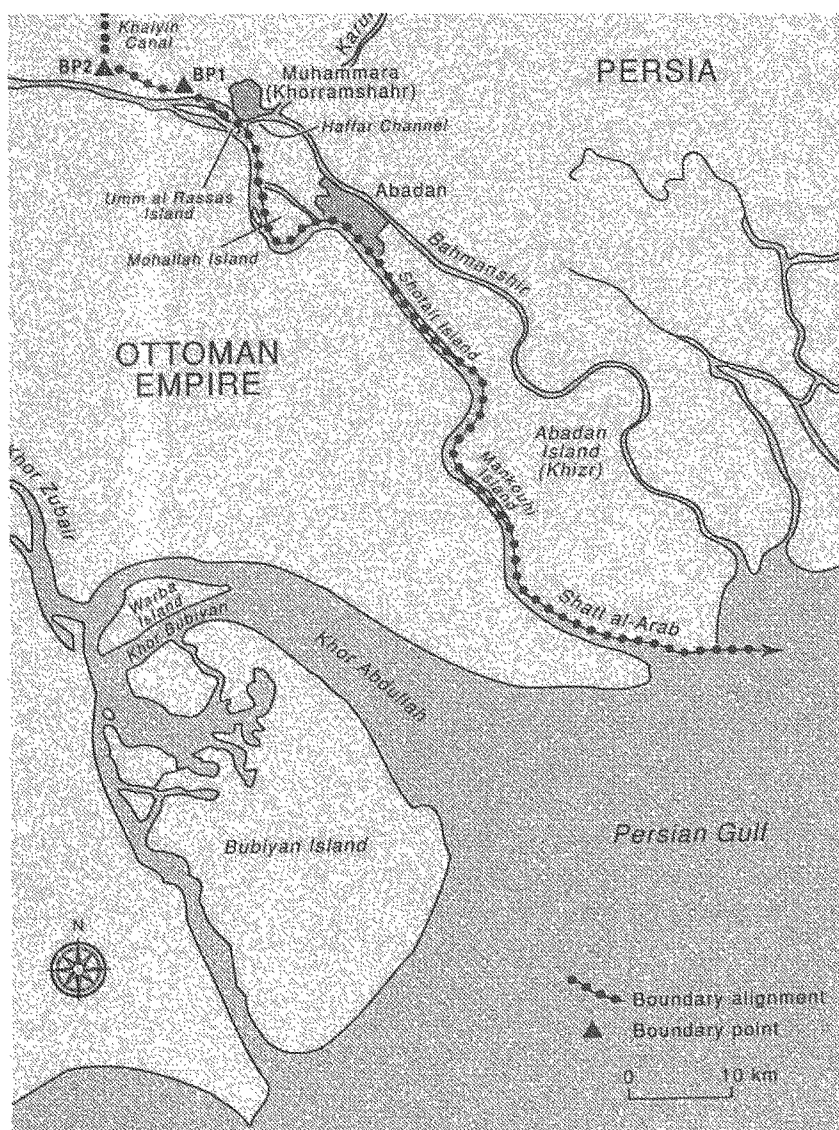 Khaiyin
Canal
Karun
BP2
BP1
Muhammara
(Khorramshahr)
PERSIA
Haffar Channel
Umm al Rassas
Island
Abadan
Mohallah Island
Bahmanshir
Shotait Island
OTTOMAN
EMPIRE
Abadan
Island
(Khizr)
Mankouhi
Island
Khor Zubair
Warba
Island
Khor Bubiyan
Shatt al-Arab
Khor Abdullah
Persian Gulf
Bubiyan Island
N
Boundary alignment
Boundary point
0 10 km